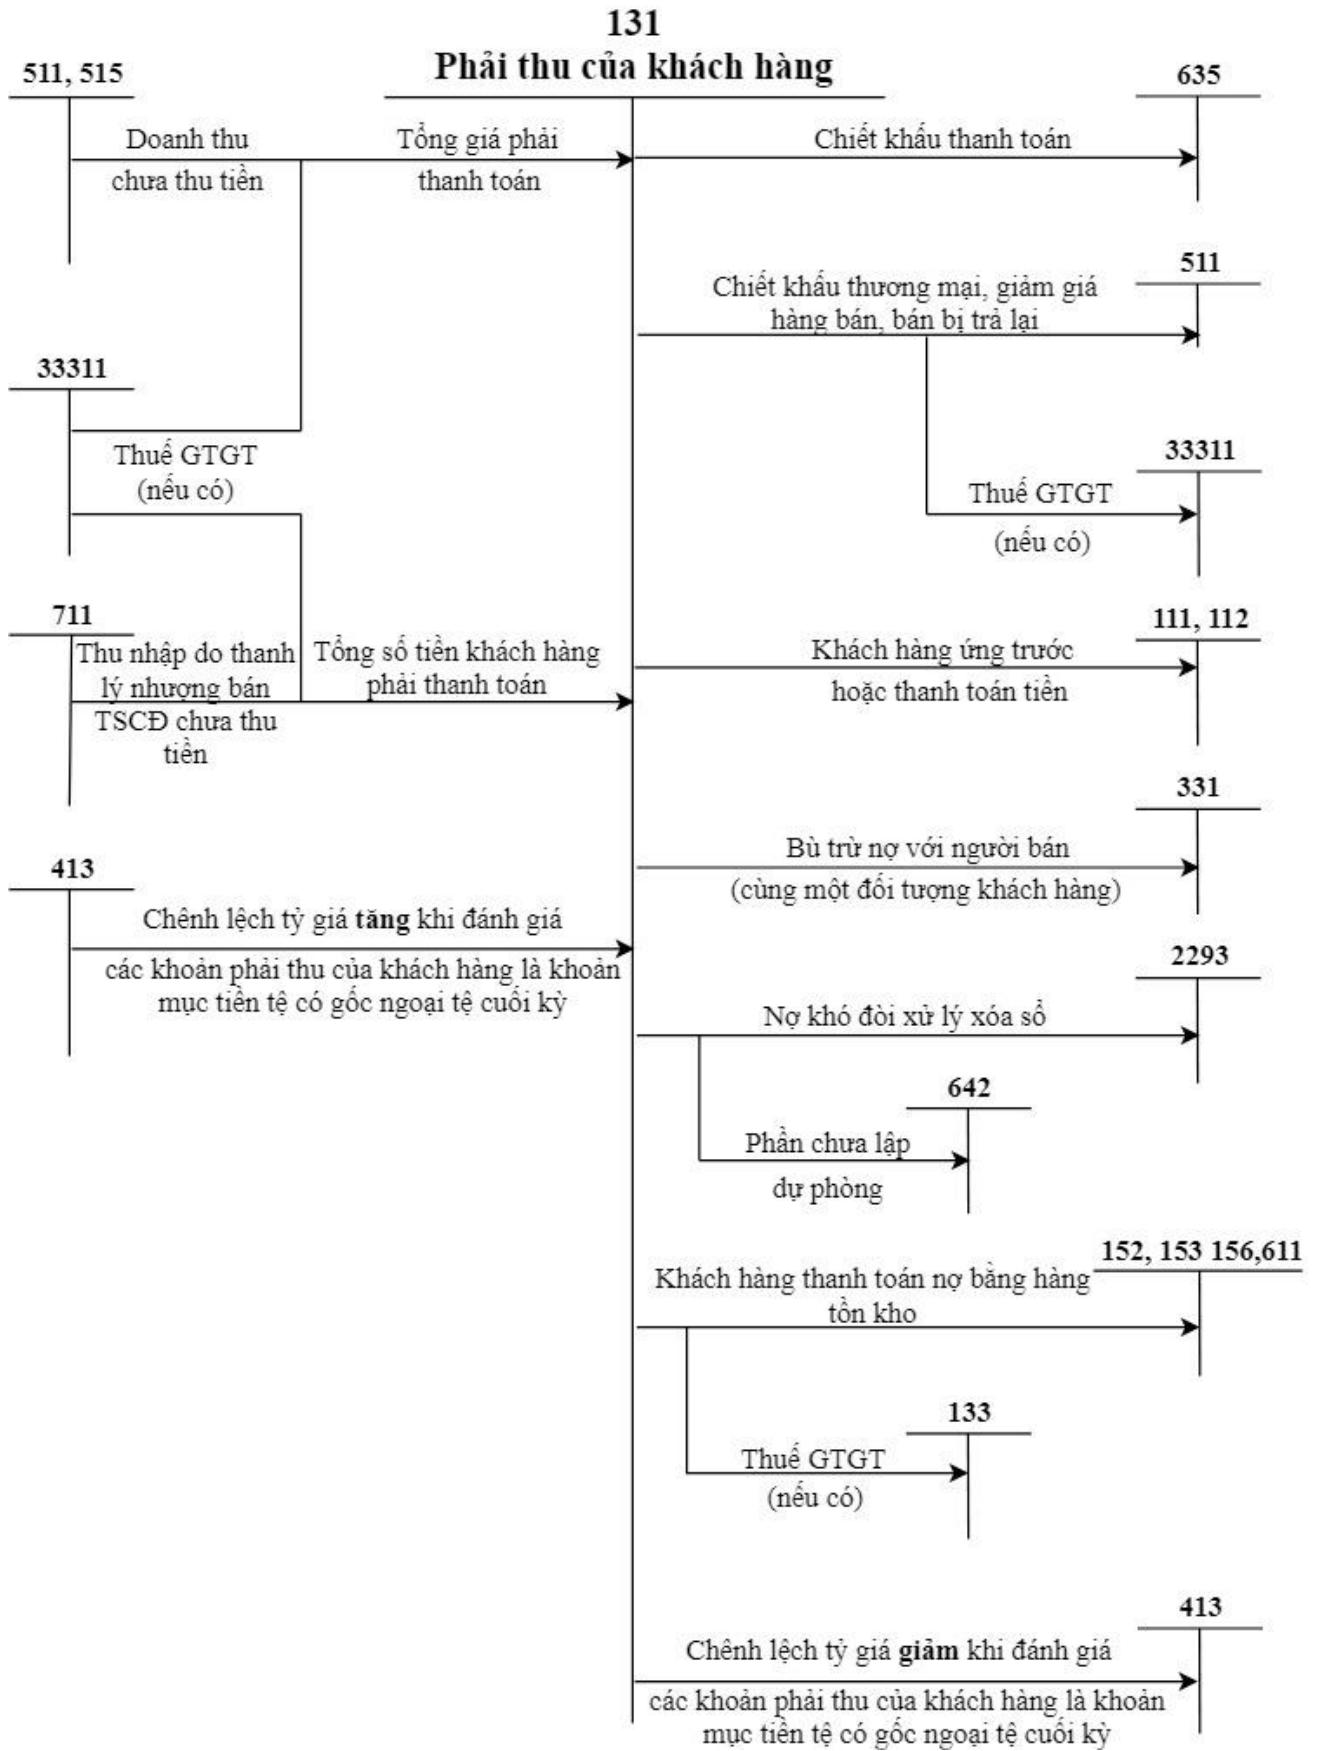 131
Phải thu của khách hàng
511, 515
635
Doanh thu
chưa thu tiền
Tổng giá phải
thanh toán
Chiết khấu thanh toán
511
Chiết khấu thương mại, giảm giá
hàng bán, bán bị trả lại
33311
Thuế GTGT
(nếu có)
33311
Thuế GTGT
(nếu có)
711
Thu nhập do thanh
lý nhượng bán
TSCĐ chưa thu
tiền
Tổng số tiền khách hàng
phải thanh toán
111, 112
Khách hàng ứng trước
hoặc thanh toán tiền
331
Bù trừ nợ với người bán
(cùng một đối tượng khách hàng)
413
Chênh lệch tỷ giá tăng khi đánh giá
các khoản phải thu của khách hàng là khoản
mục tiền tệ có gốc ngoại tệ cuối kỳ
2293
Nợ khó đòi xử lý xóa sổ
642
Phần chưa lập
dự phòng
152, 153 156,611
Khách hàng thanh toán nợ bằng hàng
tồn kho
133
Thuế GTGT
(nếu có)
413
Chênh lệch tỷ giá giảm khi đánh giá
các khoản phải thu của khách hàng là khoản
mục tiền tệ có gốc ngoại tệ cuối kỳ